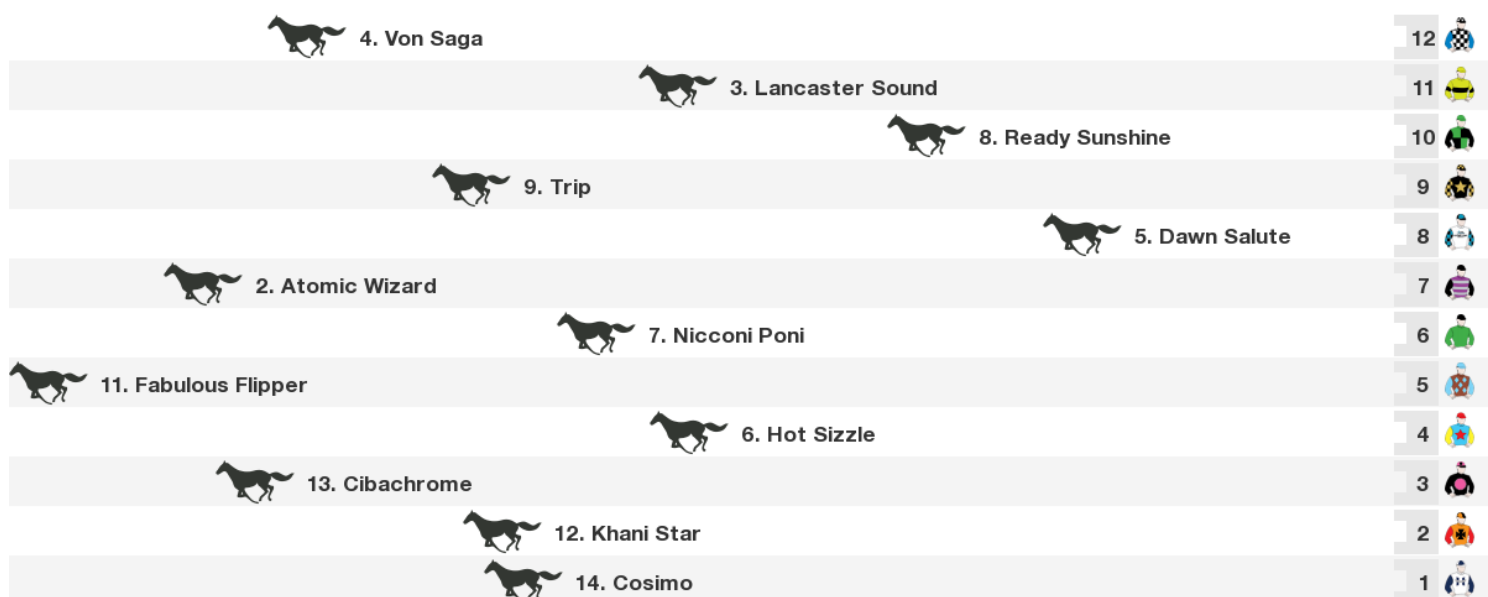 4. Von Saga 12
3. Lancaster Sound 11
8. Ready Sunshine 10
9. Trip 9
5. Dawn Salute 8
2. Atomic Wizard 7
7. Nicconi Poni 6
11. Fabulous Flipper 5
6. Hot Sizzle 4
13. Cibachrome 3
12. Khani Star 2
14. Cosimo 1